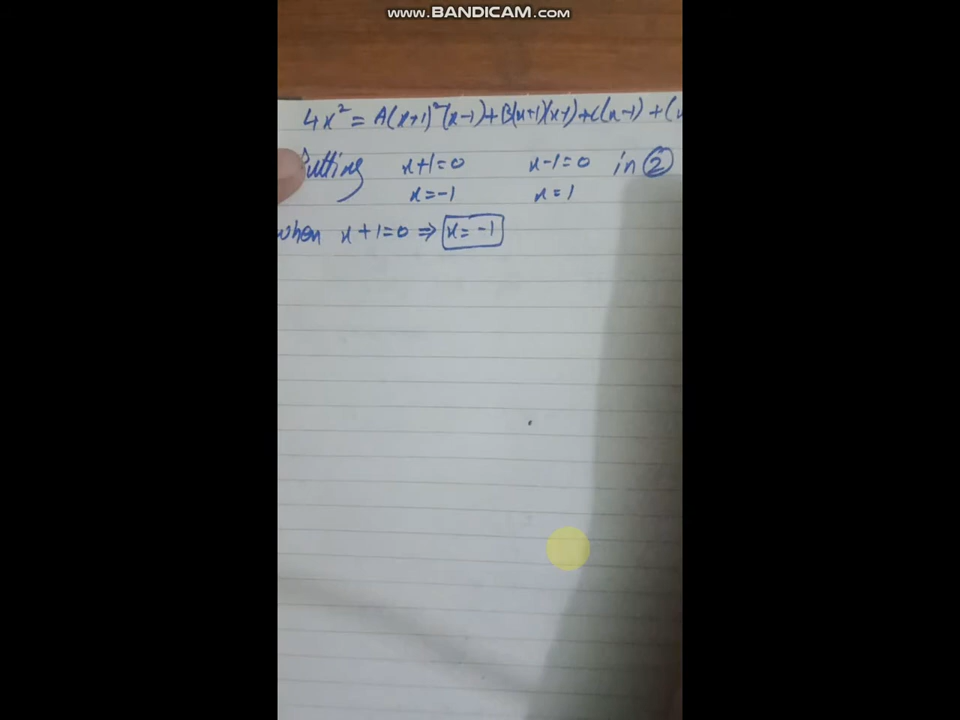 www.BANDICAM.com
4x² = A(x+1)²(x-1)+B(x+1)(x-1)+C(x-1)+(
Putting x+1=0 x-1=0 in ②
x=-1 x=1
when x+1=0 ⇒ x=-1